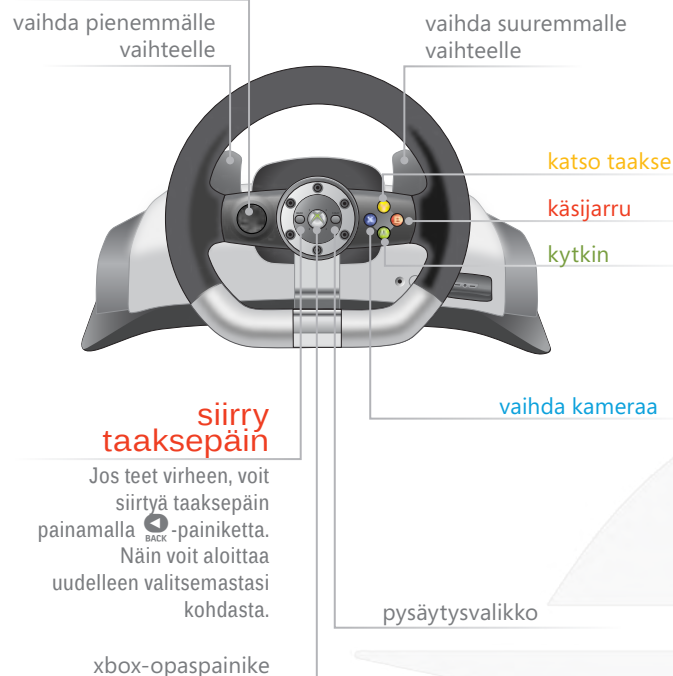 vaihda pienemmälle
vaihteelle
vaihda suuremmalle
vaihteelle
katso taakse
käsijarru
kytkin
vaihda kameraa
siirry
taaksepäin
Jos teet virheen, voit
siirtyä taaksepäin
painamalla BACK -painiketta.
Näin voit aloittaa
uudelleen valitsemastasi
kohdasta.
pysäytysvalikko
xbox-opaspainike